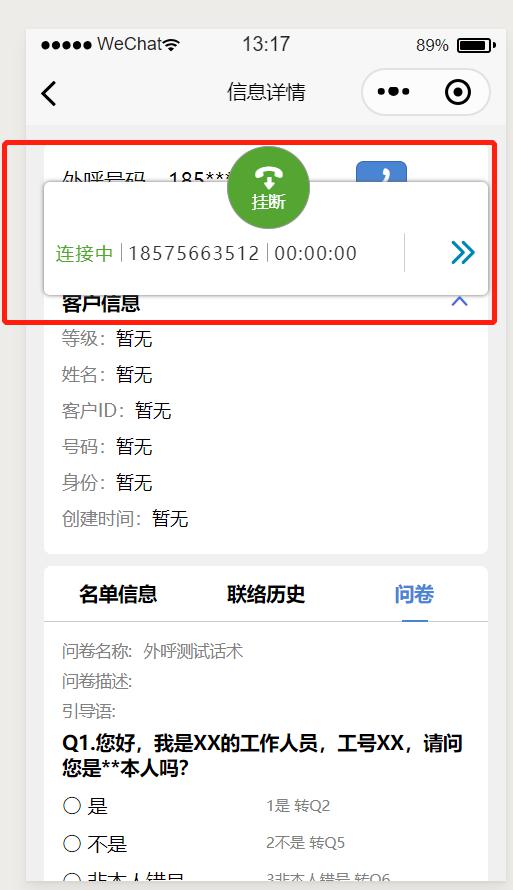 WeChat 13:17 89%
信息详情
外呼号码 185***
挂断
连接中 | 18575663512 | 00:00:00
客户信息
等级：暂无
姓名：暂无
客户ID：暂无
号码：暂无
身份：暂无
创建时间：暂无
名单信息 联络历史 问卷
问卷名称: 外呼测试话术
问卷描述:
引导语:
Q1.您好，我是XX的工作人员，工号XX，请问
您是**本人吗?
是 1是 转Q2
不是 2不是 转Q5
非本人错号 3非本人错号 转Q6